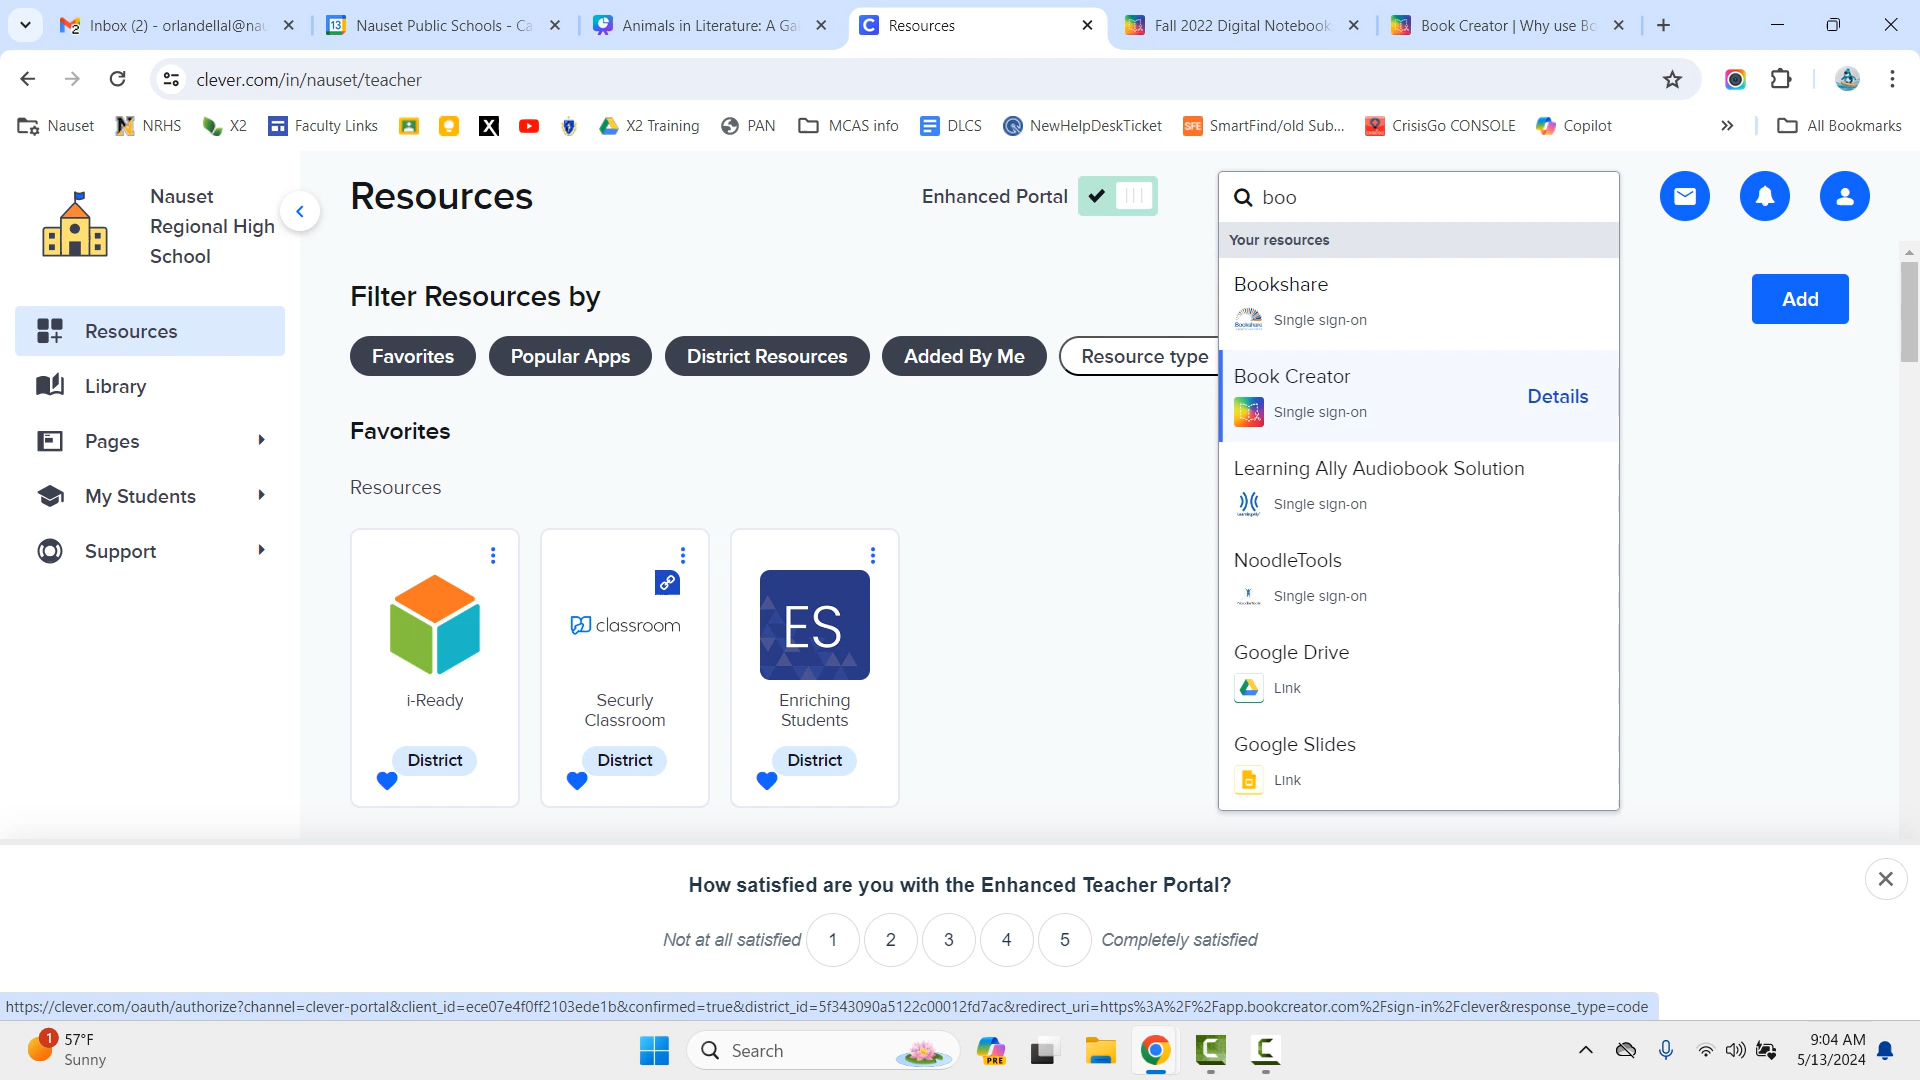 Inbox (2) - orlandellal@na
Nauset Public Schools - Ca
Animals in Literature: A Ga
Resources
Fall 2022 Digital Notebook
Book Creator | Why use Bo
clever.com/in/nauset/teacher
Nauset
NRHS
X2
Faculty Links
X2 Training
PAN
MCAS info
DLCS
NewHelpDeskTicket
SmartFind/old Sub...
CrisisGo CONSOLE
Copilot
All Bookmarks
Nauset
Regional High
School
Resources
Library
Pages
My Students
Support
Resources
Enhanced Portal
Filter Resources by
Favorites
Popular Apps
District Resources
Added By Me
Resource type
Add
Favorites
Resources
i-Ready
District
classroom
Securly
Classroom
District
ES
Enriching
Students
District
boo
Your resources
Bookshare
Single sign-on
Book Creator
Single sign-on
Details
Learning Ally Audiobook Solution
Single sign-on
NoodleTools
Single sign-on
Google Drive
Link
Google Slides
Link
How satisfied are you with the Enhanced Teacher Portal?
Not at all satisfied 1 2 3 4 5 Completely satisfied
https://clever.com/oauth/authorize?channel=clever-portal&client_id=ece07e4f0ff2103ede1b&confirmed=true&district_id=5f343090a5122c00012fd7ac&redirect_uri=https%3A%2F%2Fapp.bookcreator.com%2Fsign-in%2Fclever&response_type=code
1
57°F
Sunny
Search
PRE
9:04 AM
5/13/2024